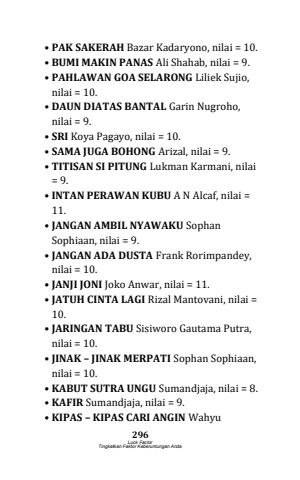 • PAK SAKERAH Bazar Kadaryono, nilai = 10.
• BUMI MAKIN PANAS Ali Shahab, nilai = 9.
• PAHLAWAN GOA SELARONG Liliek Sujio,
nilai = 10.
• DAUN DIATAS BANTAL Garin Nugroho,
nilai = 9.
• SRI Koya Pagayo, nilai = 10.
• SAMA JUGA BOHONG Arizal, nilai = 9.
• TITISAN SI PITUNG Lukman Karmani, nilai
= 9.
• INTAN PERAWAN KUBU A N Alcaf, nilai =
11.
• JANGAN AMBIL NYAWAKU Sophan
Sophiaan, nilai = 9.
• JANGAN ADA DUSTA Frank Rorimpandey,
nilai = 10.
• JANJI JONI Joko Anwar, nilai = 11.
• JATUH CINTA LAGI Rizal Mantovani, nilai =
10.
• JARINGAN TABU Sisiworo Gautama Putra,
nilai = 10.
• JINAK – JINAK MERPATI Sophan Sophiaan,
nilai = 10.
• KABUT SUTRA UNGU Sumandjaja, nilai = 8.
• KAFIR Sumandjaja, nilai = 9.
• KIPAS – KIPAS CARI ANGIN Wahyu
296
Luck Factor
Tingkatkan Faktor Keberuntungan Anda